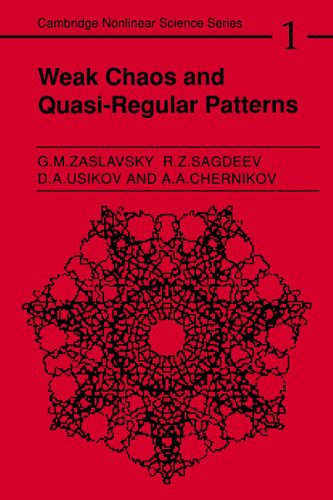 Cambridge Nonlinear Science Series 1
Weak Chaos and
Quasi-Regular Patterns
G.M.ZASLAVSKY R.Z.SAGDEEV
D.A.USIKOV AND A.A.CHERNIKOV